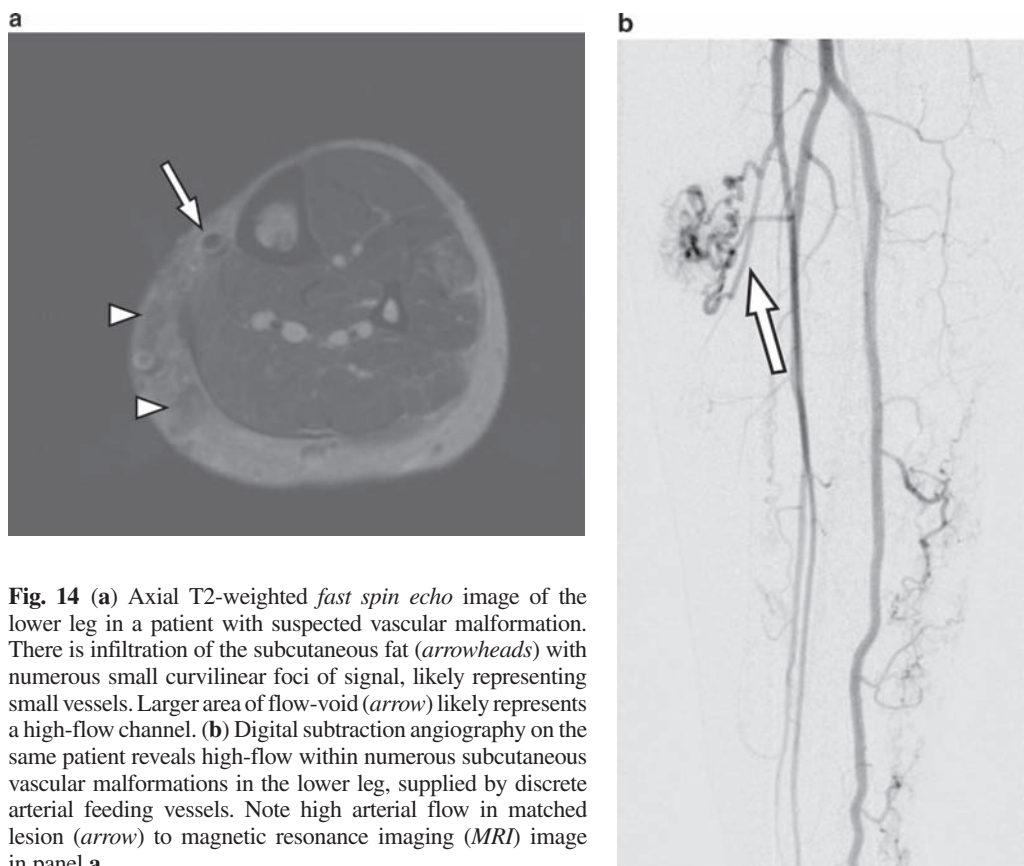 a
b
Fig. 14 (a) Axial T2-weighted fast spin echo image of the
lower leg in a patient with suspected vascular malformation.
There is infiltration of the subcutaneous fat (arrowheads) with
numerous small curvilinear foci of signal, likely representing
small vessels. Larger area of flow-void (arrow) likely represents
a high-flow channel. (b) Digital subtraction angiography on the
same patient reveals high-flow within numerous subcutaneous
vascular malformations in the lower leg, supplied by discrete
arterial feeding vessels. Note high arterial flow in matched
lesion (arrow) to magnetic resonance imaging (MRI) image
in panel a